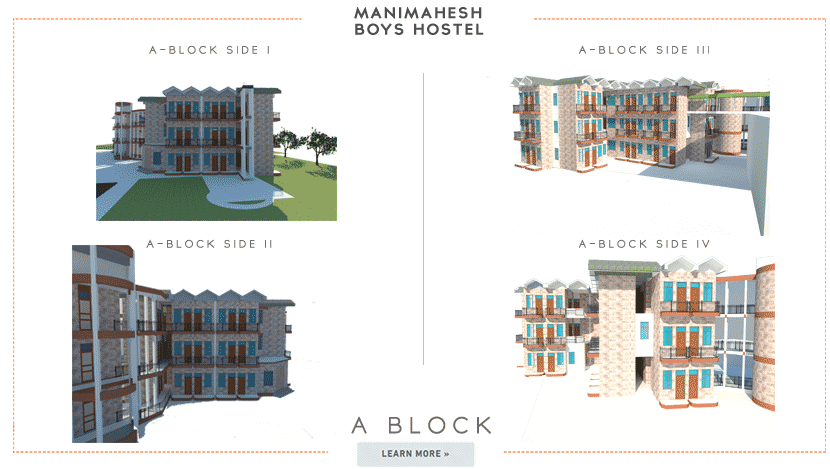 MANIMAHESH
BOYS HOSTEL
A-BLOCK SIDE I
A-BLOCK SIDE III
A-BLOCK SIDE II
A-BLOCK SIDE IV
A BLOCK
LEARN MORE »